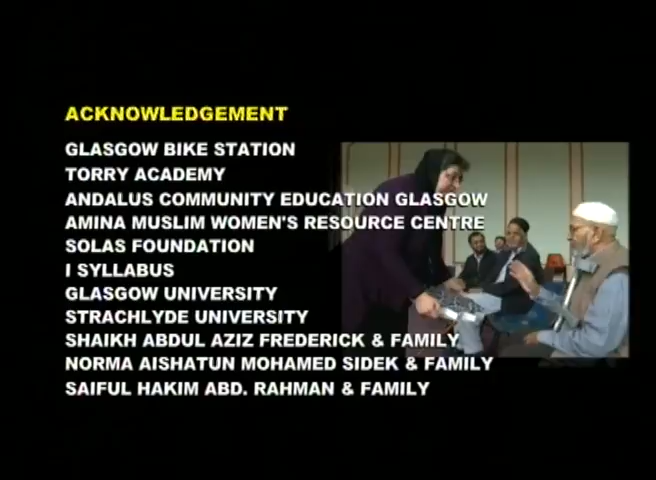 ACKNOWLEDGEMENT
GLASGOW BIKE STATION
TORRY ACADEMY
ANDALUS COMMUNITY EDUCATION GLASGOW
AMINA MUSLIM WOMEN'S RESOURCE CENTRE
SOLAS FOUNDATION
I SYLLABUS
GLASGOW UNIVERSITY
STRACHLYDE UNIVERSITY
SHAIKH ABDUL AZIZ FREDERICK & FAMILY
NORMA AISHATUN MOHAMED SIDEK & FAMILY
SAIFUL HAKIM ABD. RAHMAN & FAMILY